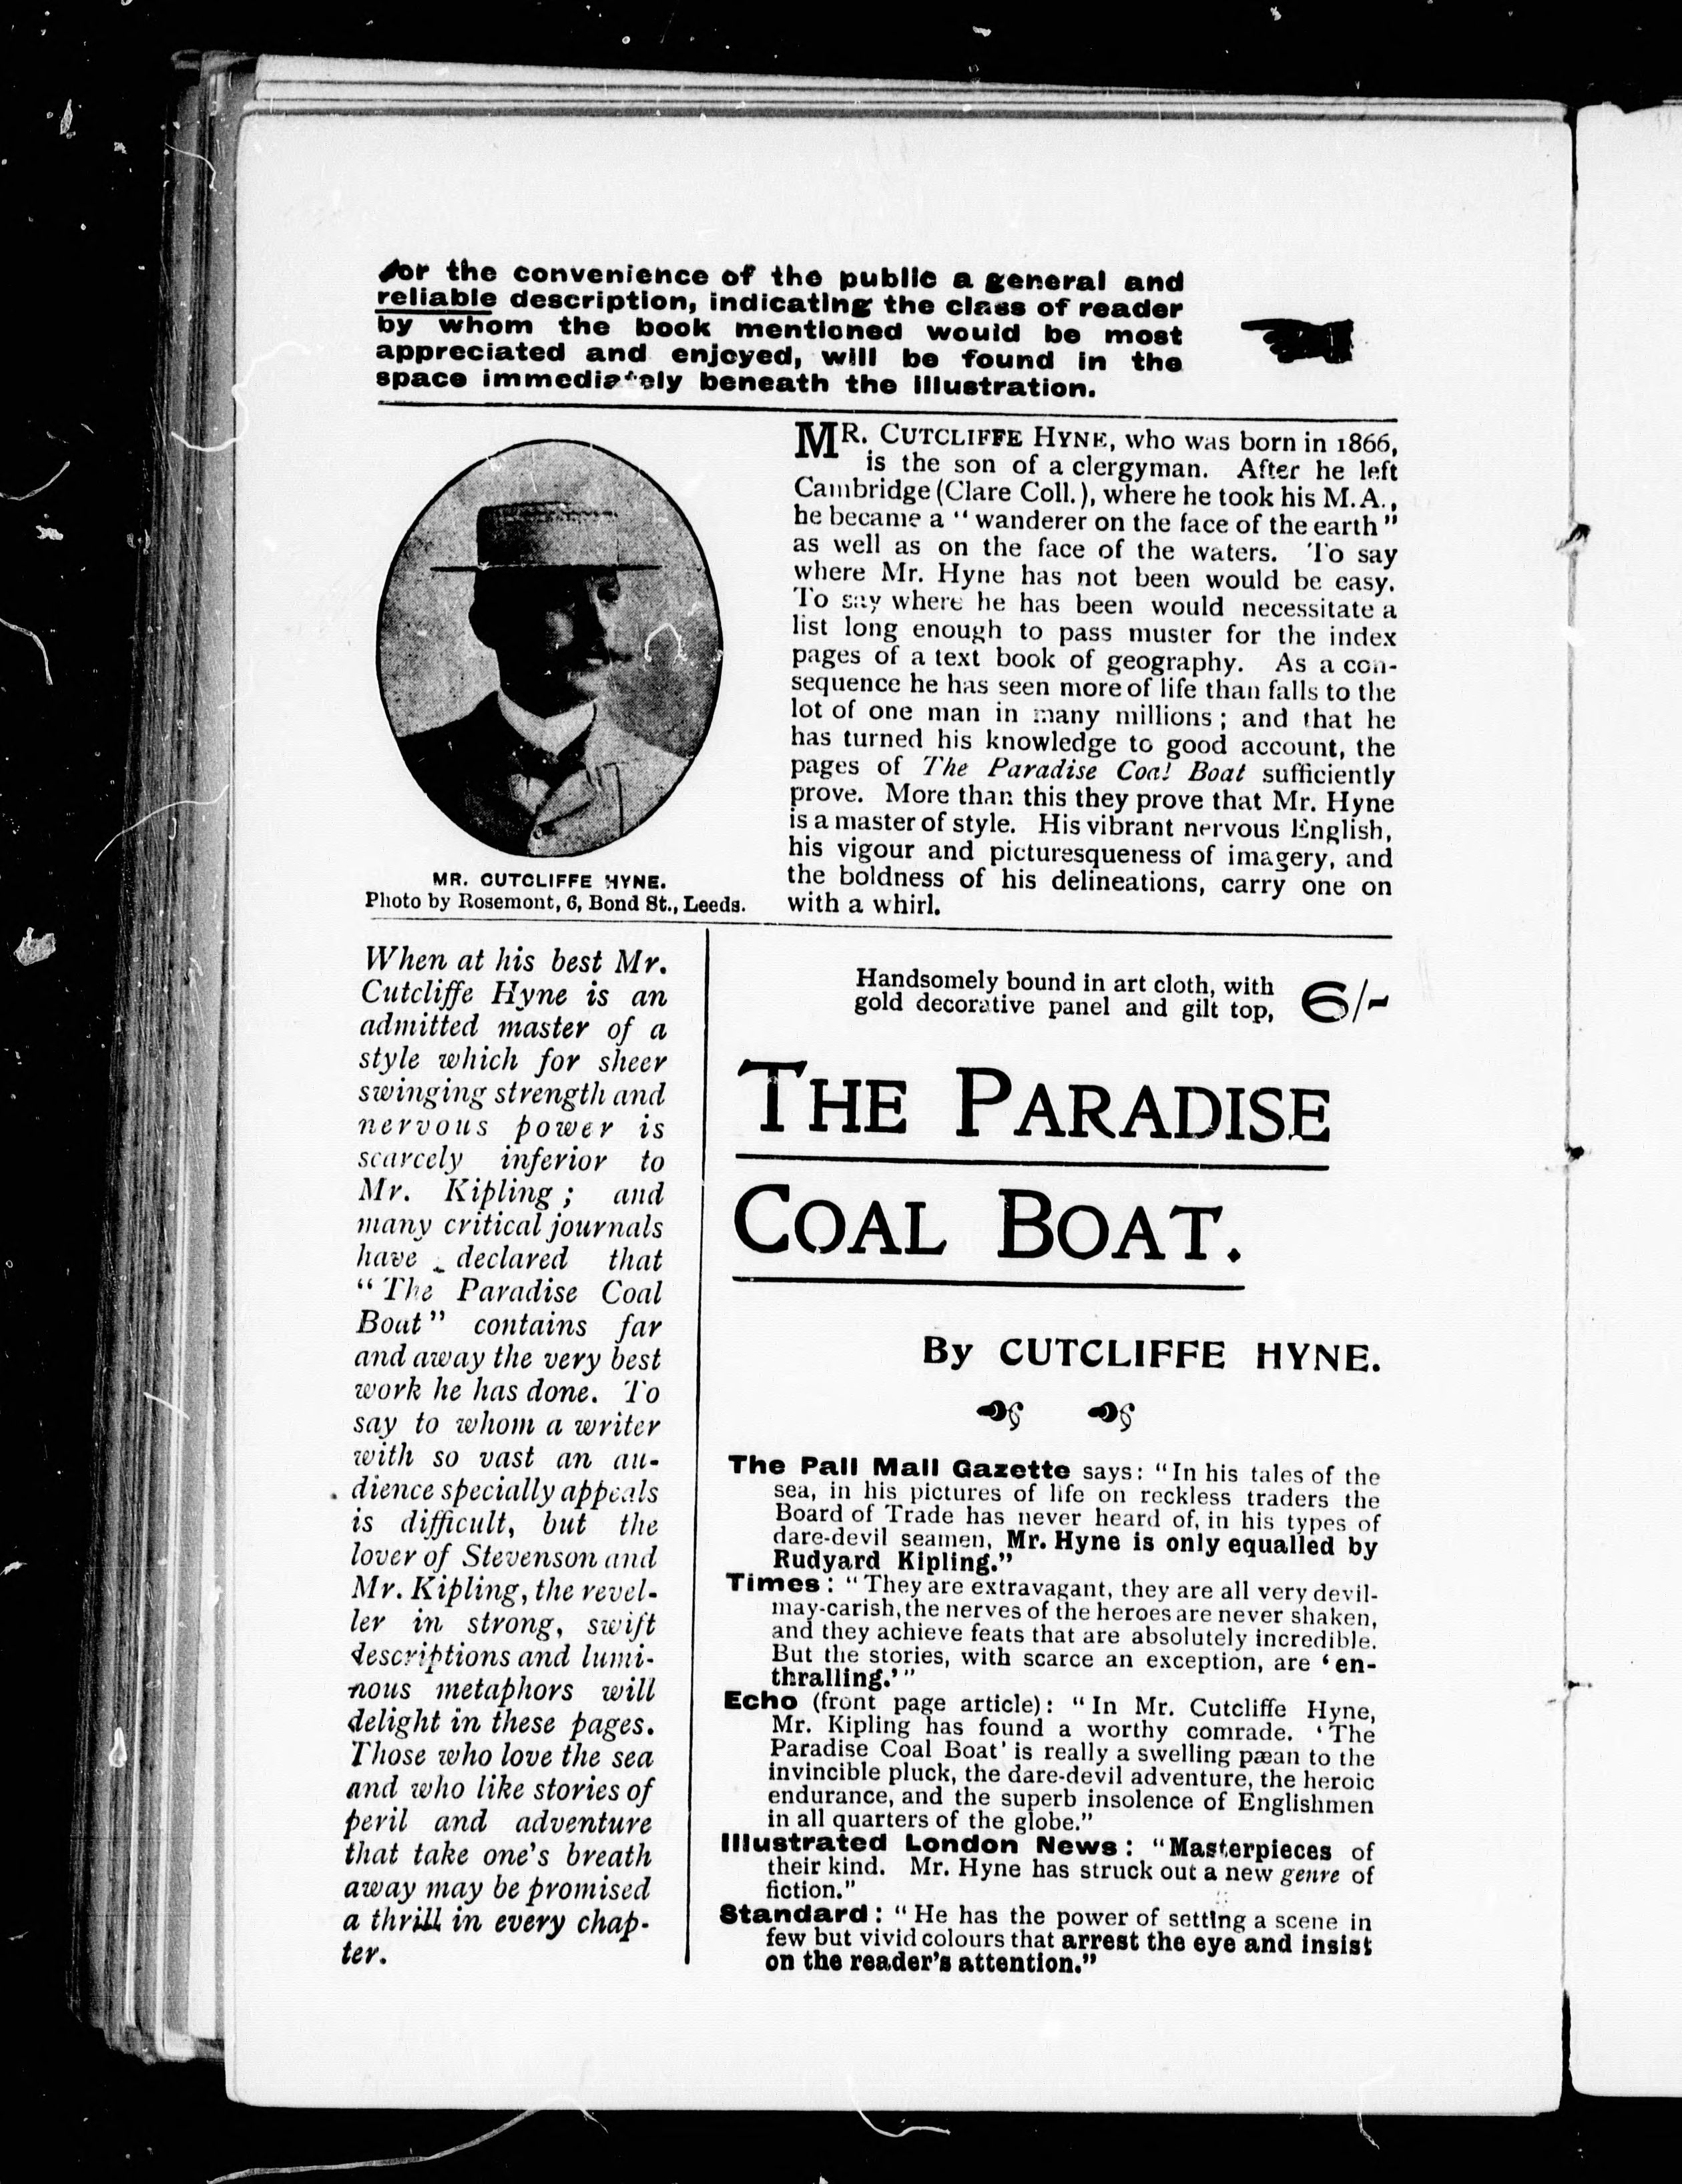 for the convenience of the public a general and
reliable description, indicating the class of reader
by whom the book mentioned would be most
appreciated and enjoyed, will be found in the
space immediately beneath the illustration.
MR. CUTCLIFFE HYNE, who was born in 1866,
is the son of a clergyman. After he left
Cambridge (Clare Coll.), where he took his M.A.,
he became a "wanderer on the face of the earth"
as well as on the face of the waters. To say
where Mr. Hyne has not been would be easy.
To say where he has been would necessitate a
list long enough to pass muster for the index
pages of a text book of geography. As a con-
sequence he has seen more of life than falls to the
lot of one man in many millions; and that he
has turned his knowledge to good account, the
pages of The Paradise Coal Boat sufficiently
prove. More than this they prove that Mr. Hyne
is a master of style. His vibrant nervous English,
his vigour and picturesqueness of imagery, and
the boldness of his delineations, carry one on
with a whirl.
MR. CUTCLIFFE HYNE.
Photo by Rosemont, 6, Bond St., Leeds.
When at his best Mr.
Cutcliffe Hyne is an
admitted master of a
style which for sheer
swinging strength and
nervous power is
scarcely inferior to
Mr. Kipling; and
many critical journals
have declared that
"The Paradise Coal
Boat" contains far
and away the very best
work he has done. To
say to whom a writer
with so vast an au-
dience specially appeals
is difficult, but the
lover of Stevenson and
Mr. Kipling, the revel-
ler in strong, swift
descriptions and lumi-
nous metaphors will
delight in these pages.
Those who love the sea
and who like stories of
peril and adventure
that take one's breath
away may be promised
a thrill in every chap-
ter.
Handsomely bound in art cloth, with
gold decorative panel and gilt top, 6/-
THE PARADISE
COAL BOAT.
By CUTCLIFFE HYNE.
The Pall Mall Gazette says: "In his tales of the
sea, in his pictures of life on reckless traders the
Board of Trade has never heard of, in his types of
dare-devil seamen, Mr. Hyne is only equalled by
Rudyard Kipling."
Times: "They are extravagant, they are all very devil-
may-carish, the nerves of the heroes are never shaken,
and they achieve feats that are absolutely incredible.
But the stories, with scarce an exception, are 'en-
thralling.'"
Echo (front page article): "In Mr. Cutcliffe Hyne,
Mr. Kipling has found a worthy comrade. 'The
Paradise Coal Boat' is really a swelling pæan to the
invincible pluck, the dare-devil adventure, the heroic
endurance, and the superb insolence of Englishmen
in all quarters of the globe."
Illustrated London News: "Masterpieces of
their kind. Mr. Hyne has struck out a new genre of
fiction."
Standard: "He has the power of setting a scene in
few but vivid colours that arrest the eye and insist
on the reader's attention."